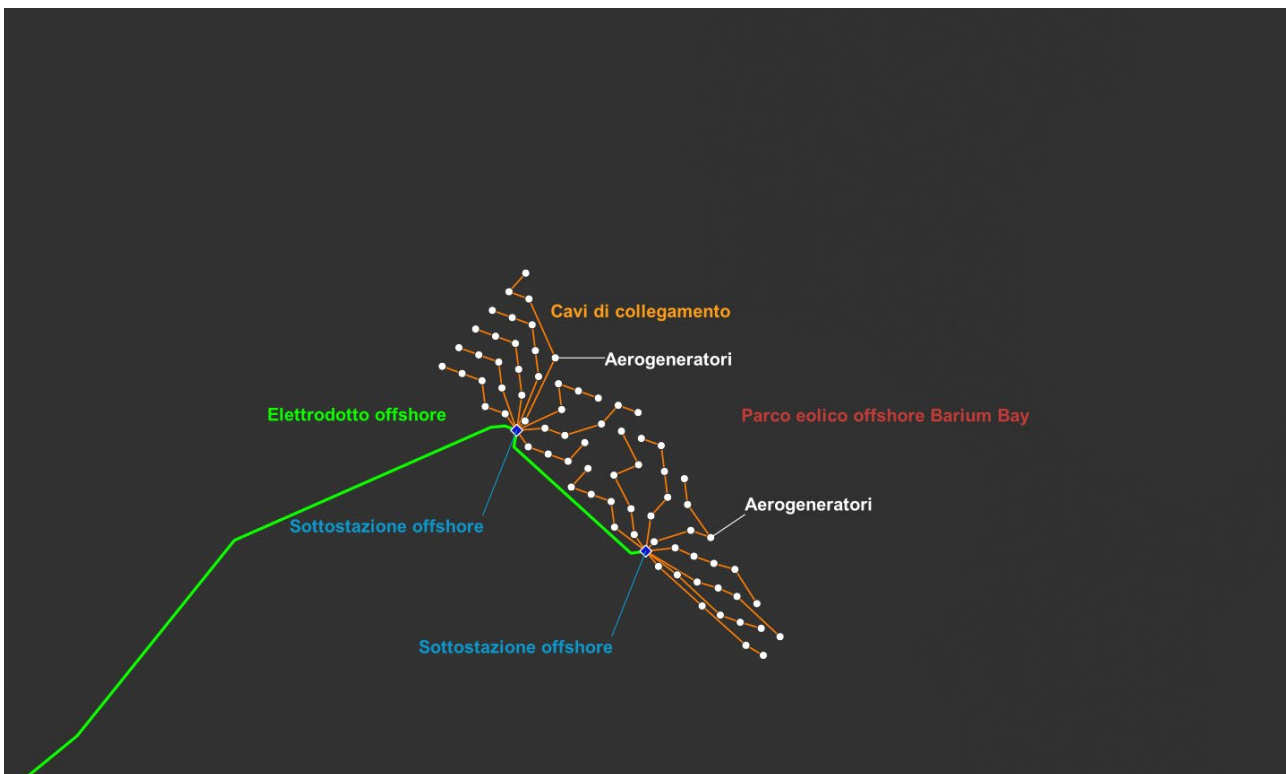 Cavi di collegamento
Aerogeneratori
Elettrodotto offshore
Parco eolico offshore Barium Bay
Aerogeneratori
Sottostazione offshore
Sottostazione offshore